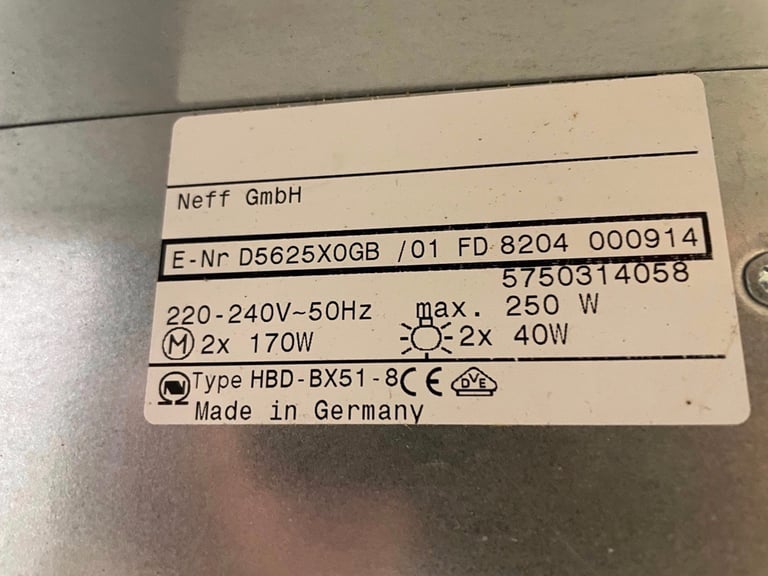 Neff GmbH
E-Nr D5625X0GB /01 FD 8204 000914
5750314058
220-240V~50Hz max. 250 W
M 2x 170W 2x 40W
Type HBD-BX51-8 CE DVE
Made in Germany